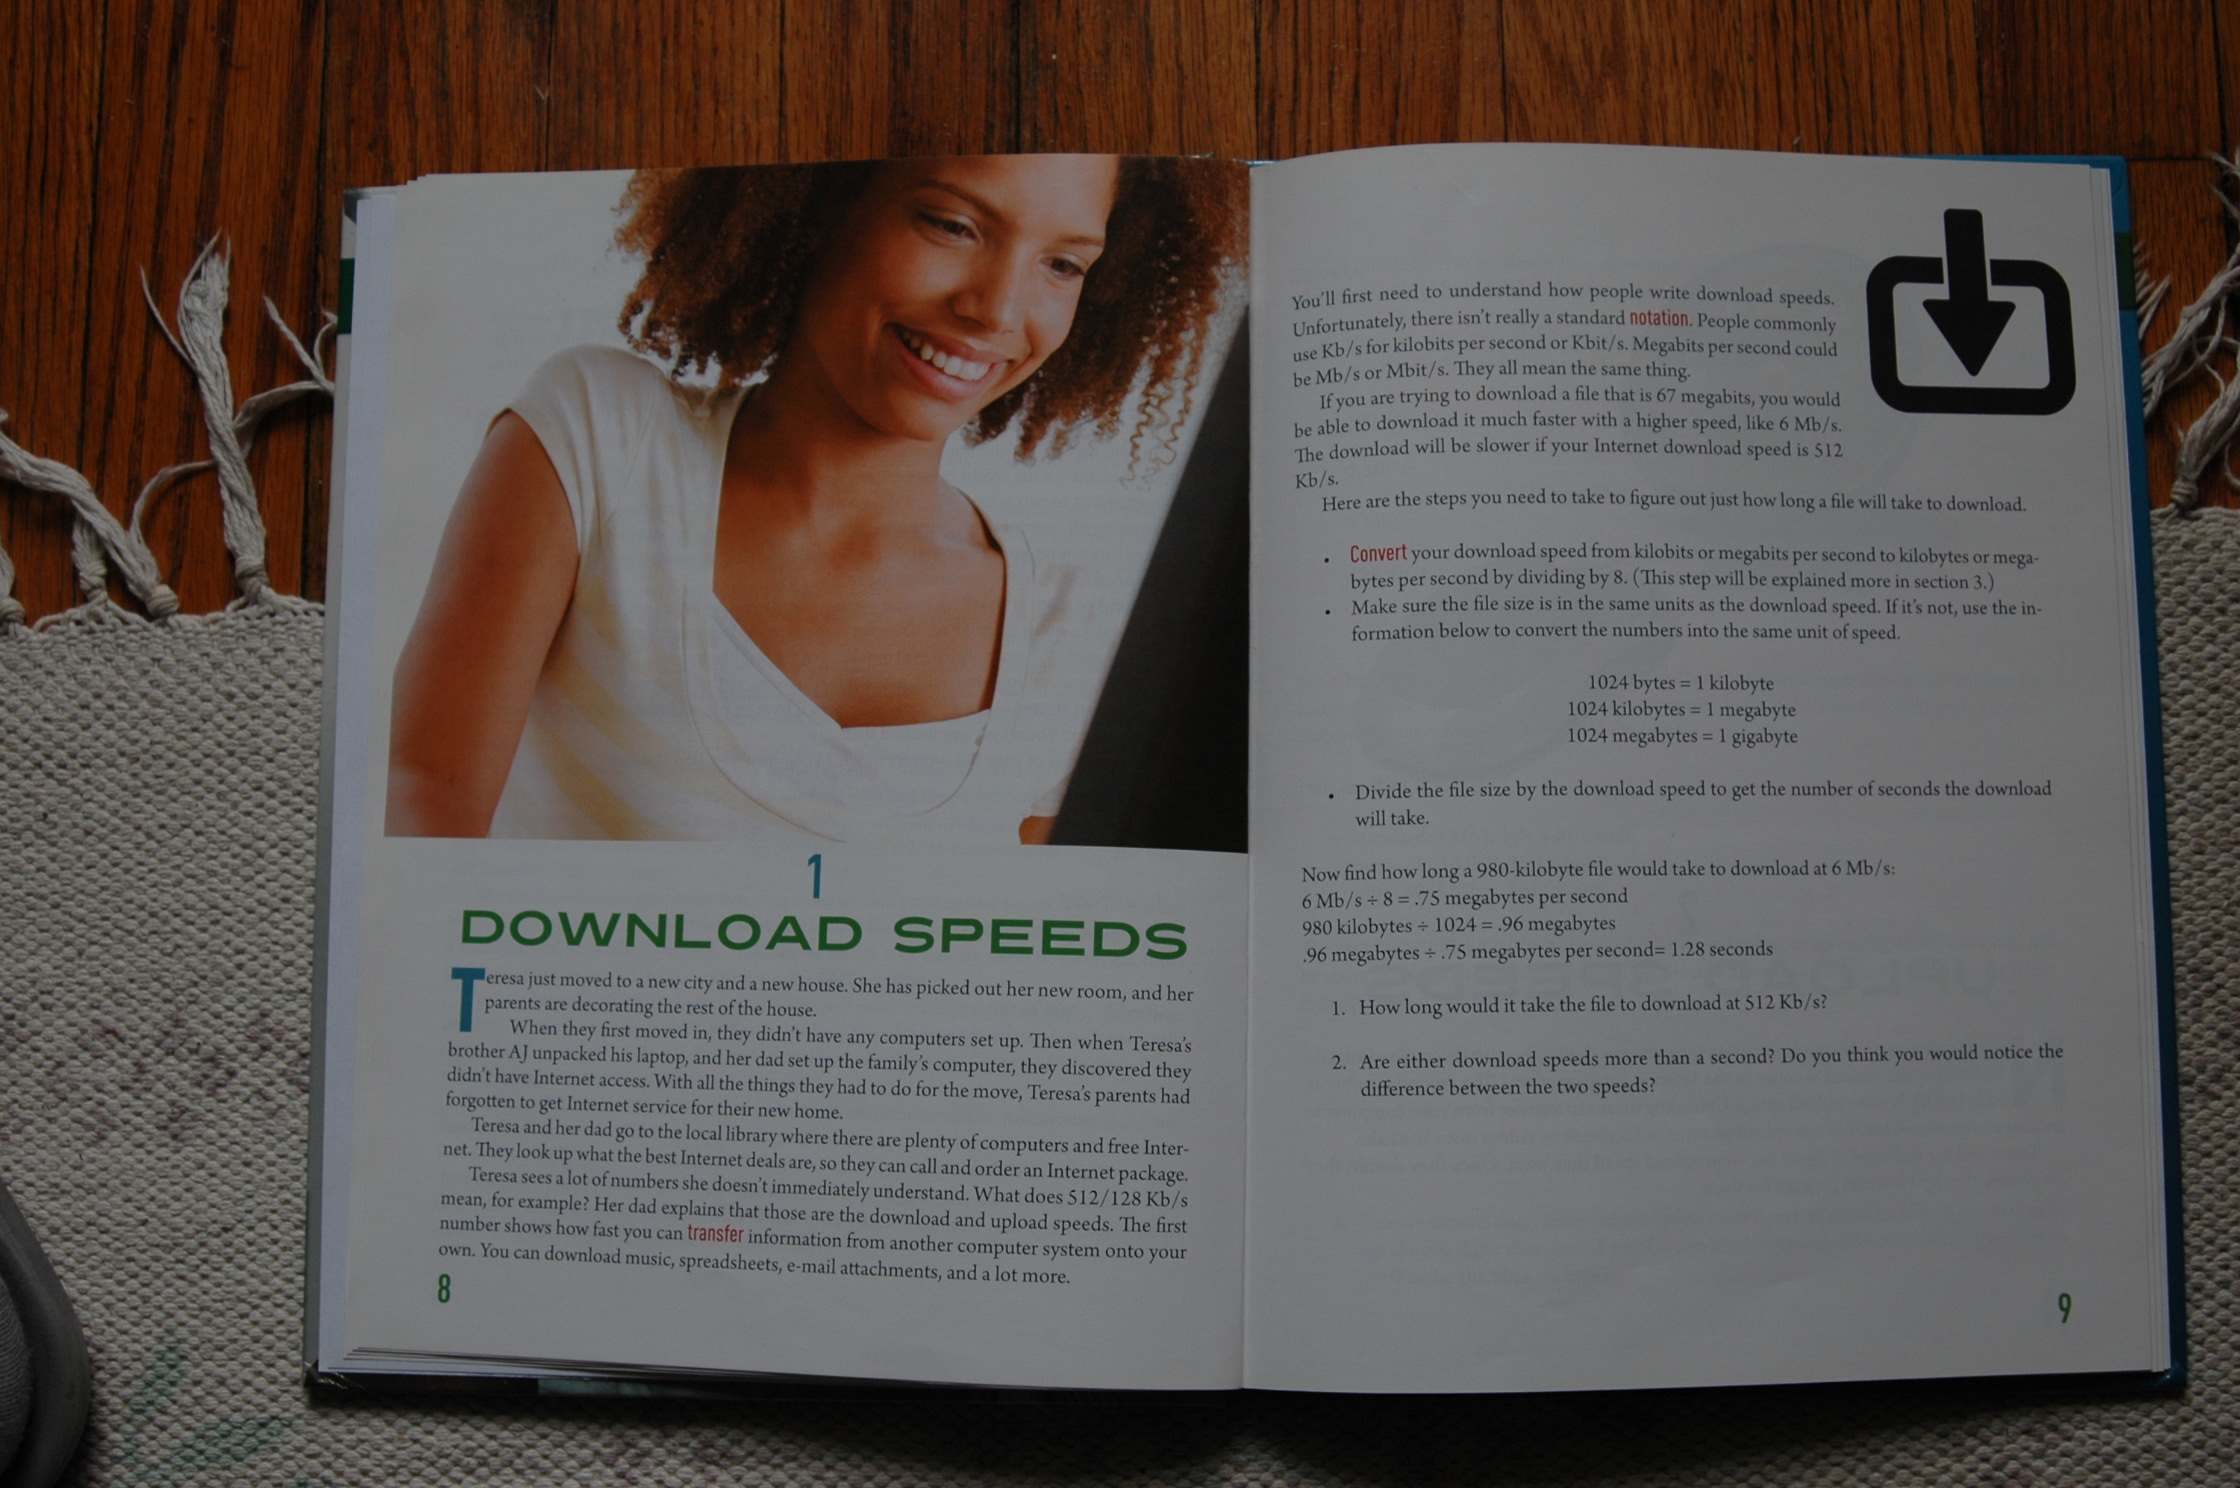 1
DOWNLOAD SPEEDS
Teresa just moved to a new city and a new house. She has picked out her new room, and her
parents are decorating the rest of the house.
When they first moved in, they didn't have any computers set up. Then when Teresa's
brother AJ unpacked his laptop, and her dad set up the family's computer, they discovered they
didn't have Internet access. With all the things they had to do for the move, Teresa's parents had
forgotten to get Internet service for their new home.
Teresa and her dad go to the local library where there are plenty of computers and free Inter-
net. They look up what the best Internet deals are, so they can call and order an Internet package.
Teresa sees a lot of numbers she doesn't immediately understand. What does 512/128 Kb/s
mean, for example? Her dad explains that those are the download and upload speeds. The first
number shows how fast you can transfer information from another computer system onto your
own. You can download music, spreadsheets, e-mail attachments, and a lot more.
8
You'll first need to understand how people write download speeds.
Unfortunately, there isn't really a standard notation. People commonly
use Kb/s for kilobits per second or Kbit/s. Megabits per second could
be Mb/s or Mbit/s. They all mean the same thing.
If you are trying to download a file that is 67 megabits, you would
be able to download it much faster with a higher speed, like 6 Mb/s.
The download will be slower if your Internet download speed is 512
Kb/s.
Here are the steps you need to take to figure out just how long a file will take to download.
• Convert your download speed from kilobits or megabits per second to kilobytes or mega-
bytes per second by dividing by 8. (This step will be explained more in section 3.)
• Make sure the file size is in the same units as the download speed. If it's not, use the in-
formation below to convert the numbers into the same unit of speed.
1024 bytes = 1 kilobyte
1024 kilobytes = 1 megabyte
1024 megabytes = 1 gigabyte
• Divide the file size by the download speed to get the number of seconds the download
will take.
Now find how long a 980-kilobyte file would take to download at 6 Mb/s:
6 Mb/s ÷ 8 = .75 megabytes per second
980 kilobytes ÷ 1024 = .96 megabytes
.96 megabytes ÷ .75 megabytes per second= 1.28 seconds
1. How long would it take the file to download at 512 Kb/s?
2. Are either download speeds more than a second? Do you think you would notice the
difference between the two speeds?
9